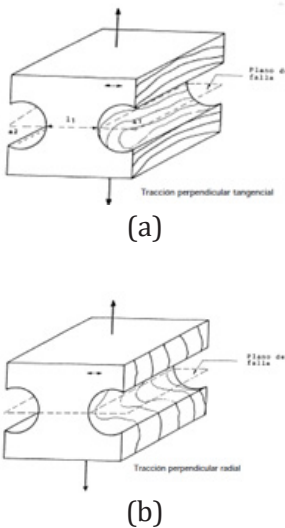 Plano d
falla
l1
a1
a2
Tracción perpendicular tangencial
(a)
Plano de
falla
Tracción perpendicular radial
(b)